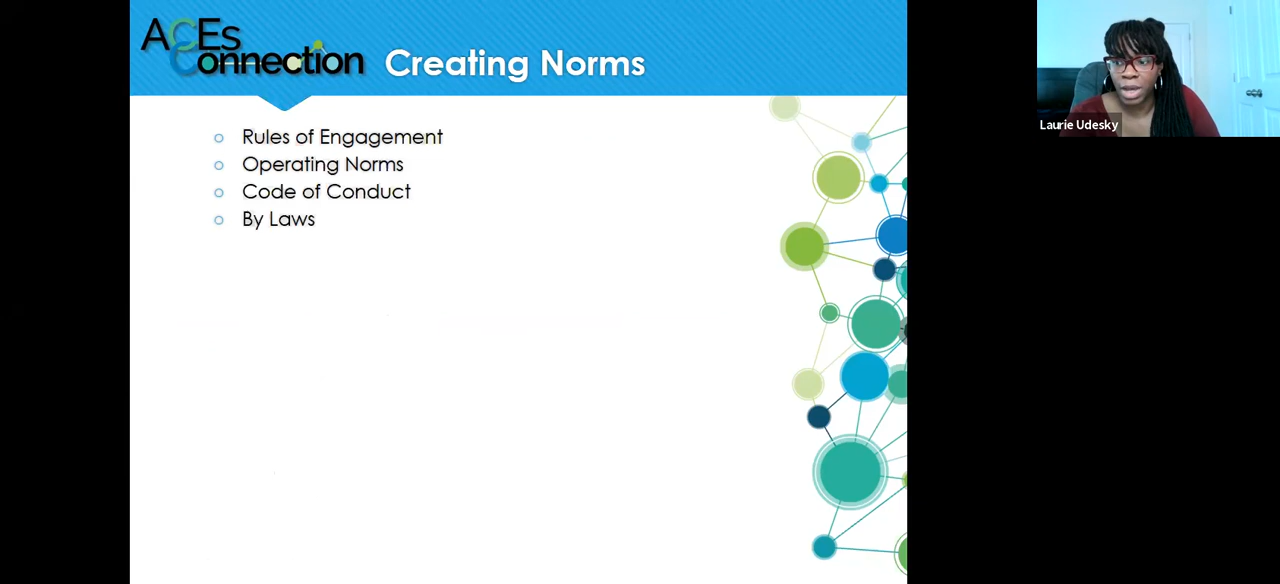 ACEs
Connection
Creating Norms
Rules of Engagement
Operating Norms
Code of Conduct
By Laws
Laurie Udesky